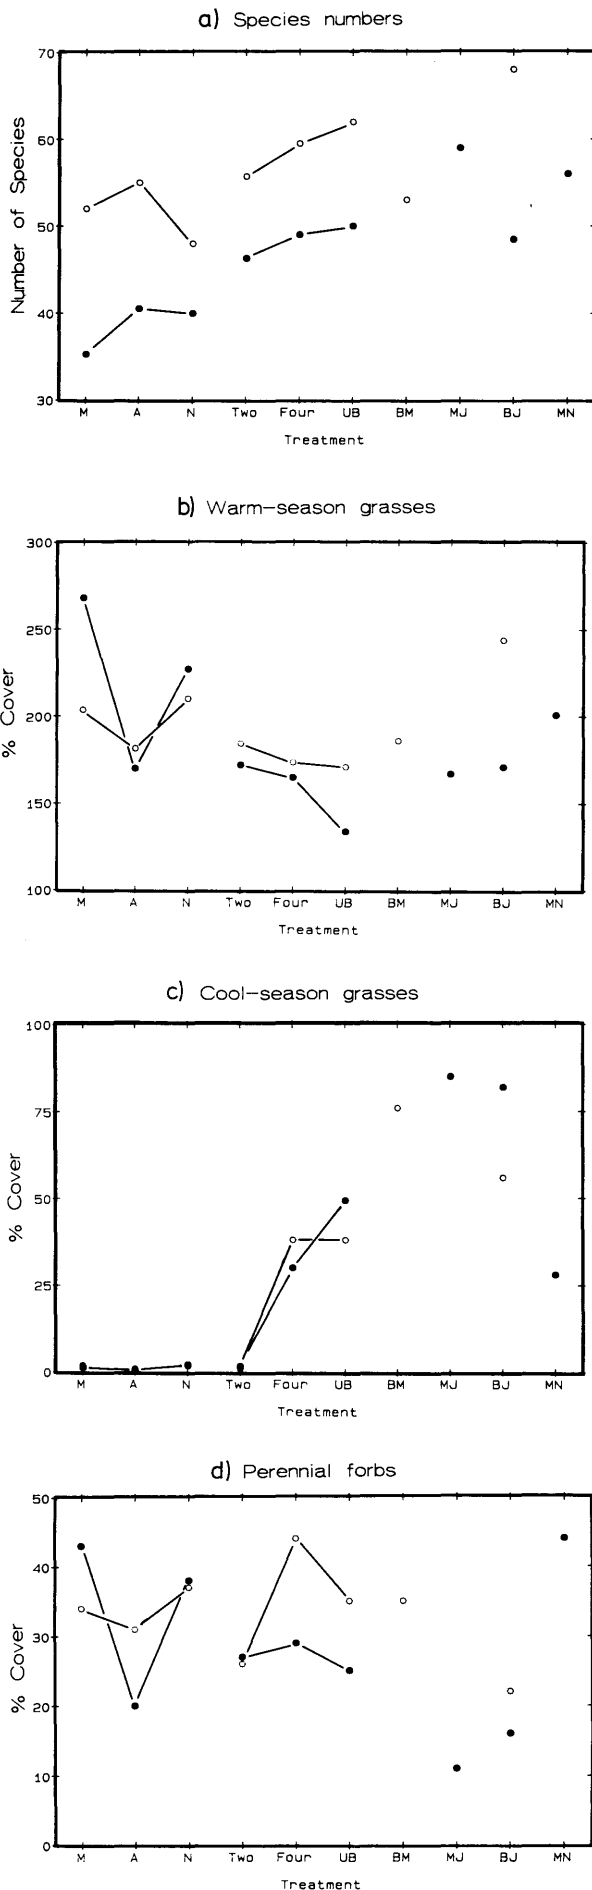 a) Species numbers
70
60
50
40
30
Number of Species
M A N Two Four UB BM MJ BJ MN
Treatment
b) Warm-season grasses
300
250
200
150
100
% Cover
M A N Two Four UB BM MJ BJ MN
Treatment
c) Cool-season grasses
100
75
50
25
0
% Cover
M A N Two Four UB BM MJ BJ MN
Treatment
d) Perennial forbs
50
40
30
20
10
0
% Cover
M A N Two Four UB BM MJ BJ MN
Treatment